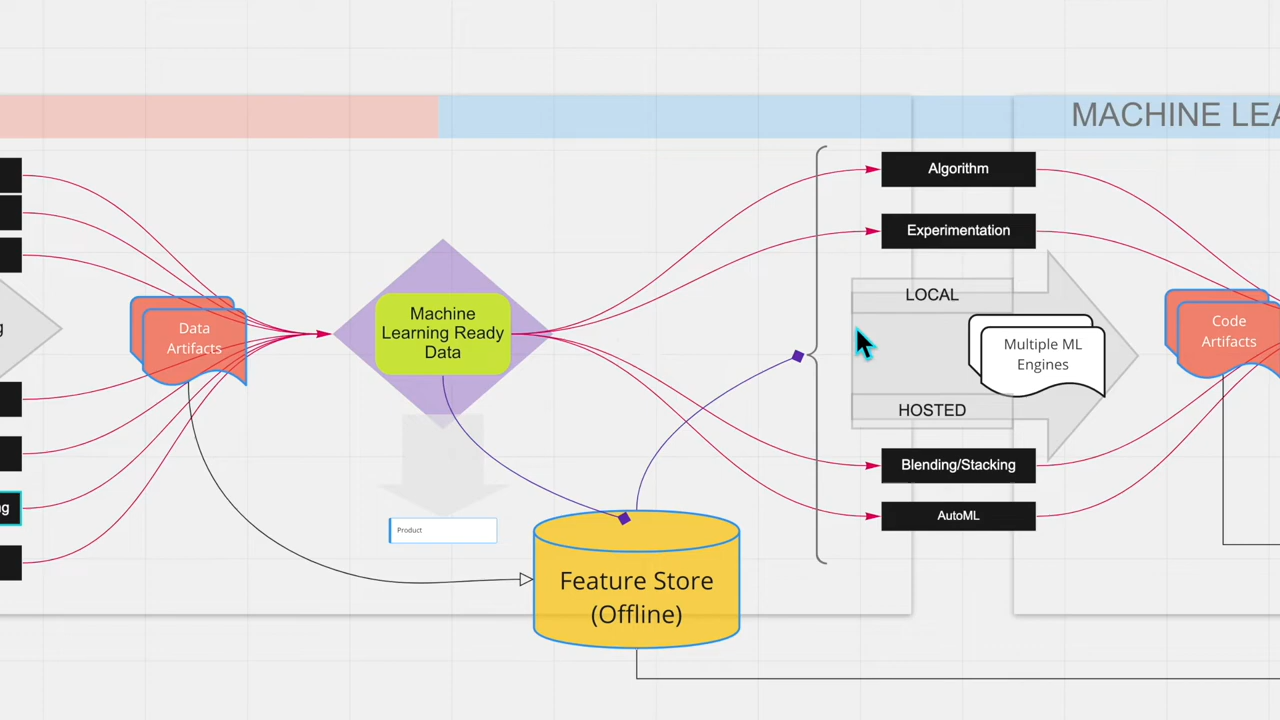 MACHINE LEA
Algorithm
Experimentation
LOCAL
Data
Artifacts
Machine
Learning Ready
Data
Multiple ML
Engines
Code
Artifacts
HOSTED
Blending/Stacking
g
ng
AutoML
Product
Feature Store
(Offline)